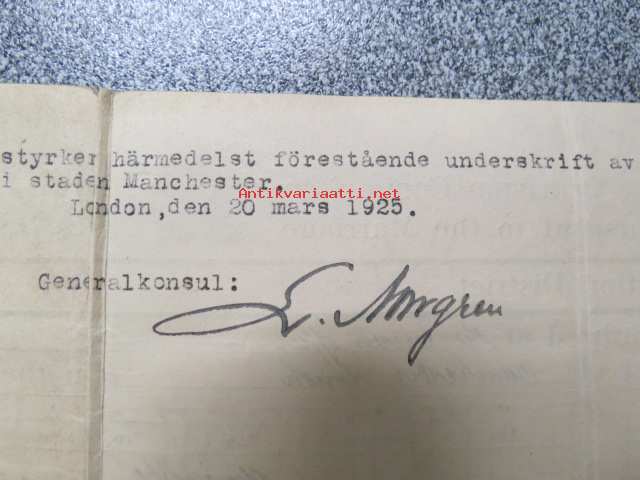 styrker härmedelst förestående underskrift av
i staden Manchester.
Antikvariaatti.net
London,den 20 mars 1925.
Generalkonsul: